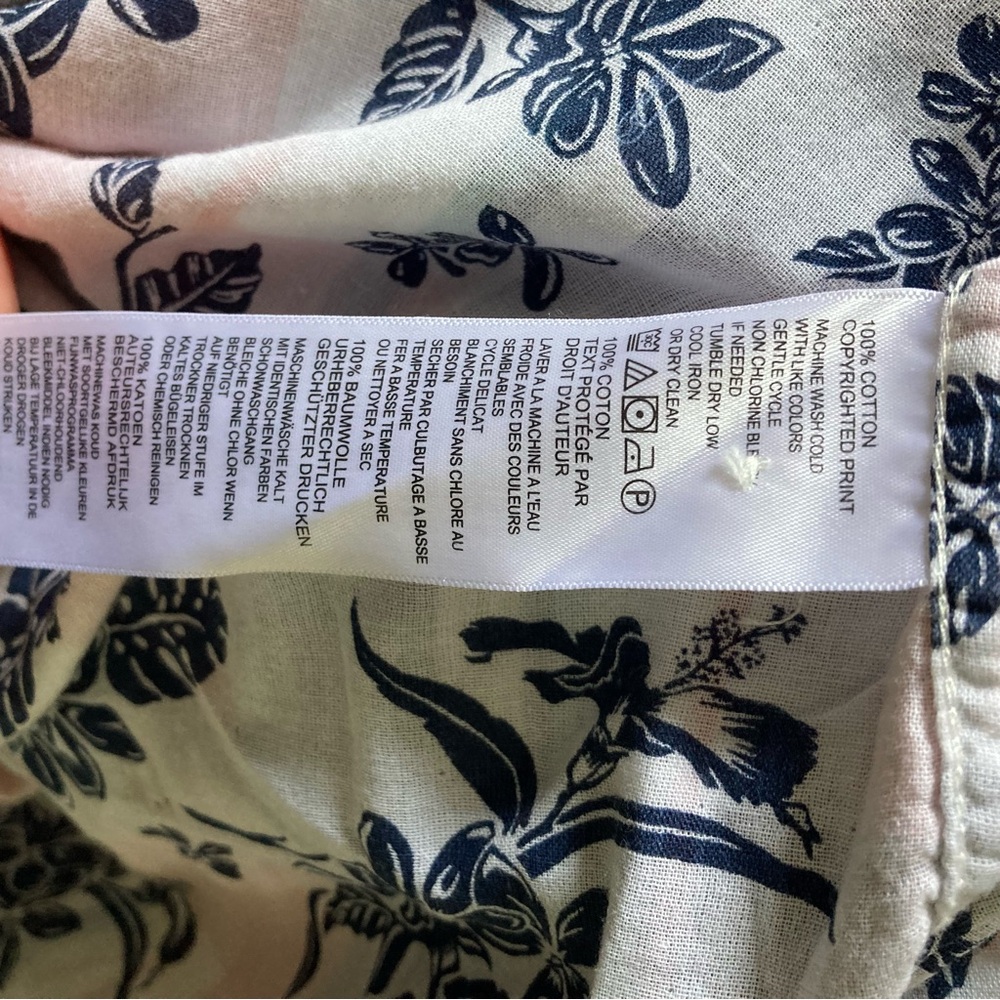 100% COTTON
COPYRIGHTED PRINT
MACHINE WASH COLD
WITH LIKE COLORS
GENTLE CYCLE
NON CHLORINE BLE
IF NEEDED
TUMBLE DRY LOW
COOL IRON
OR DRY CLEAN
P
100% COTON
TEXT PROTÉGÉ PAR
DROIT D'AUTEUR
LAVER A LA MACHINE A L'EAU
FROIDE AVEC DES COULEURS
SEMBLABLES
CYCLE DELICAT
BLANCHIMENT SANS CHLORE AU
BESOIN
SECHER PAR CULBUTAGE A BASSE
TEMPERATURE
FER A BASSE TEMPERATURE
OU NETTOYER A SEC
100% BAUMWOLLE
URHEBERRECHTLICH
GESCHÜTZTER DRUCKEN
MASCHINENWÄSCHE KALT
MIT IDENTISCHEN FARBEN
SCHONWASCHGANG
BLEICHE OHNE CHLOR WENN
BENÖTIGT
AUF NIEDRIGER STUFE IM
TROCKNER TROCKNEN
KALTES BÜGELEISEN
ODER CHEMISCH REINIGEN
100% KATOEN
AUTEURSRECHTELIJK
BESCHERMD AFDRUK
MACHINEWAS KOUD
MET SOORTGELIJKE KLEUREN
FIJNWASPROGRAMMA
NIET-CHLOORHOUDEND
BLEEKMIDDEL INDIEN NODIG
BIJ LAGE TEMPERATUUR IN DE
DROGER DROGEN
KOUD STRIJKEN